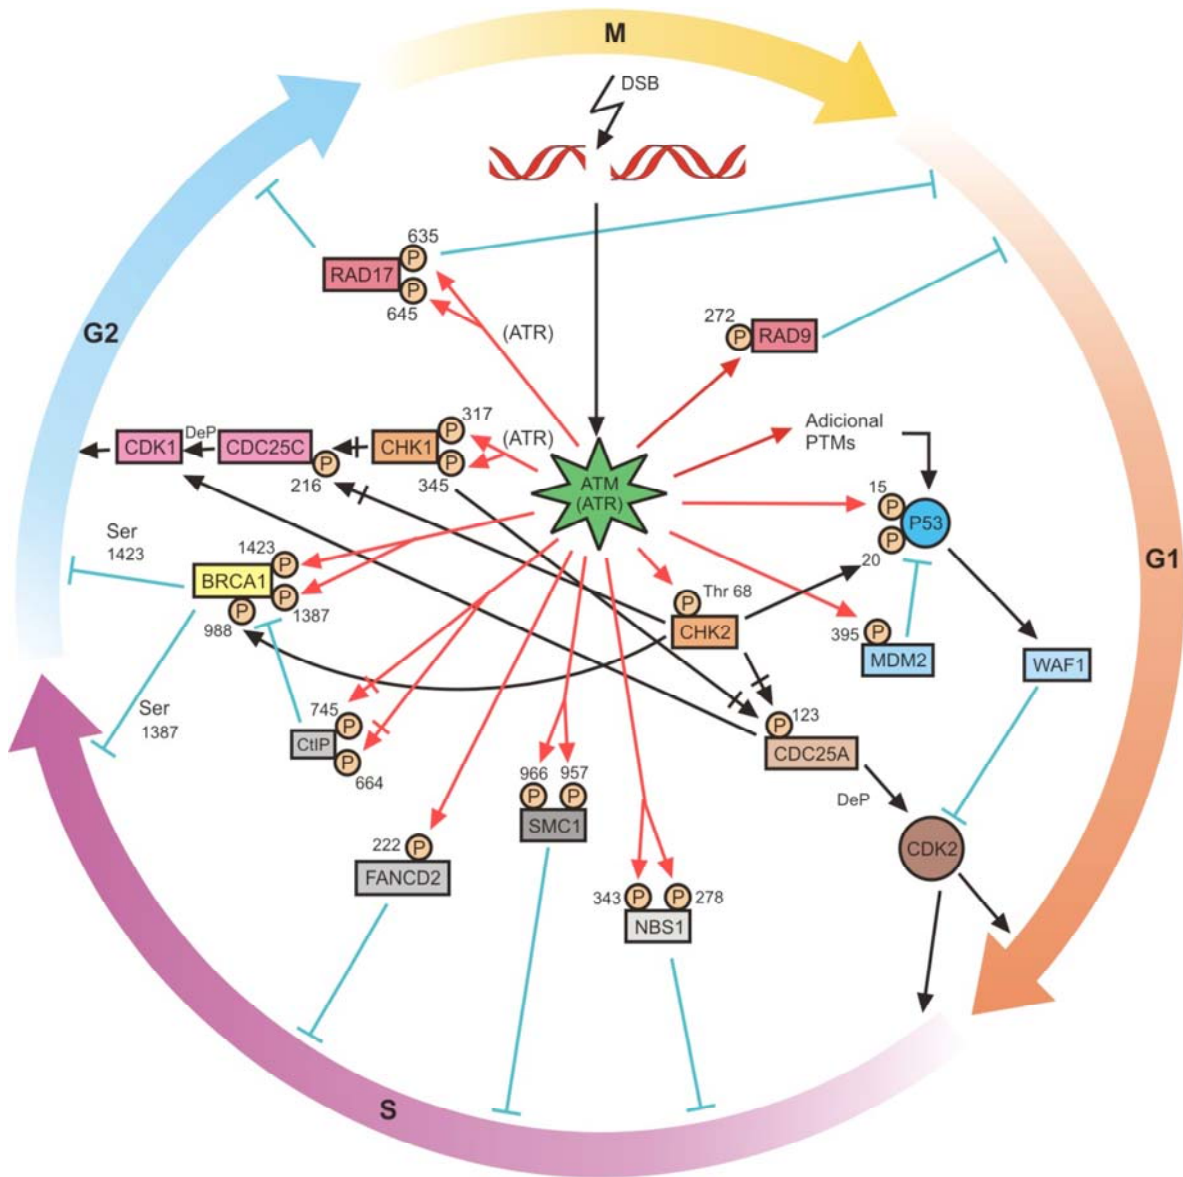 M
DSB
635
P
RAD17
P
645
(ATR)
G2
272
P
RAD9
317
P
(ATR)
CDK1
DeP
CDC25C
CHK1
P
216
P
345
Adicional
PTMs
ATM
(ATR)
15
P
P53
P
20
G1
Ser
1423
1423
P
BRCA1
P
1387
P
988
Thr 68
P
CHK2
395
P
MDM2
WAF1
Ser
1387
745
P
CtIP
P
664
123
P
CDC25A
DeP
966
957
P
P
SMC1
CDK2
222
P
FANCD2
343
P
P
278
NBS1
S